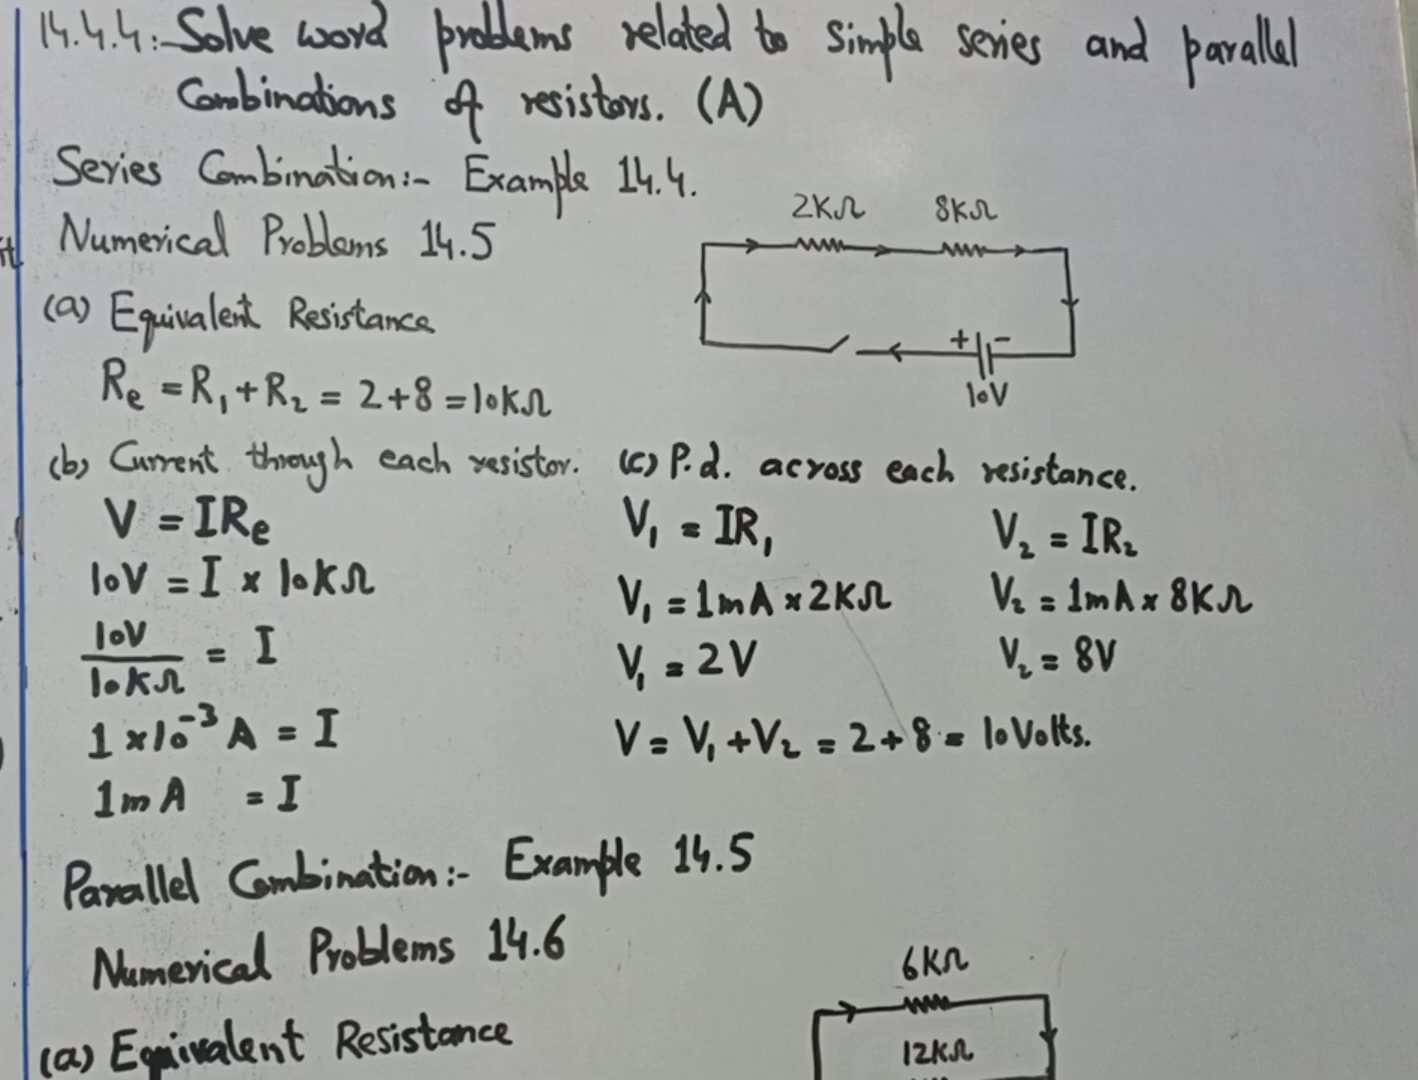 14.4.4:- Solve word problems related to simple series and parallel
Combinations of resistors. (A)
Series Combination:- Example 14.4.
Numerical Problems 14.5
2KΩ 8KΩ
+ -
10V
(a) Equivalent Resistance
Re = R₁ + R₂ = 2+8 = 10KΩ
(b) Current through each resistor.
V = IRe
10V = I × 10KΩ
10V/10KΩ = I
1 × 10⁻³ A = I
1mA = I
(c) P.d. across each resistance.
V₁ = IR₁
V₁ = 1mA × 2KΩ
V₁ = 2V
V₂ = IR₂
V₂ = 1mA × 8KΩ
V₂ = 8V
V = V₁ + V₂ = 2 + 8 = 10Volts.
Parallel Combination:- Example 14.5
Numerical Problems 14.6
(a) Equivalent Resistance
6KΩ
12KΩ